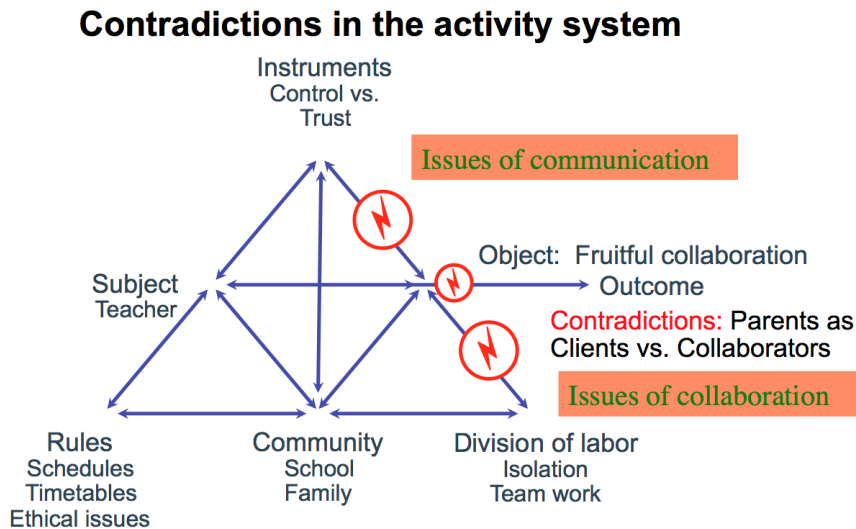 Contradictions in the activity system
Instruments
Control vs.
Trust
Issues of communication
Object:  Fruitful collaboration
Outcome
Subject
Teacher
Contradictions: Parents as
Clients vs. Collaborators
Issues of collaboration
Rules
Schedules
Timetables
Ethical issues
Community
School
Family
Division of labor
Isolation
Team work